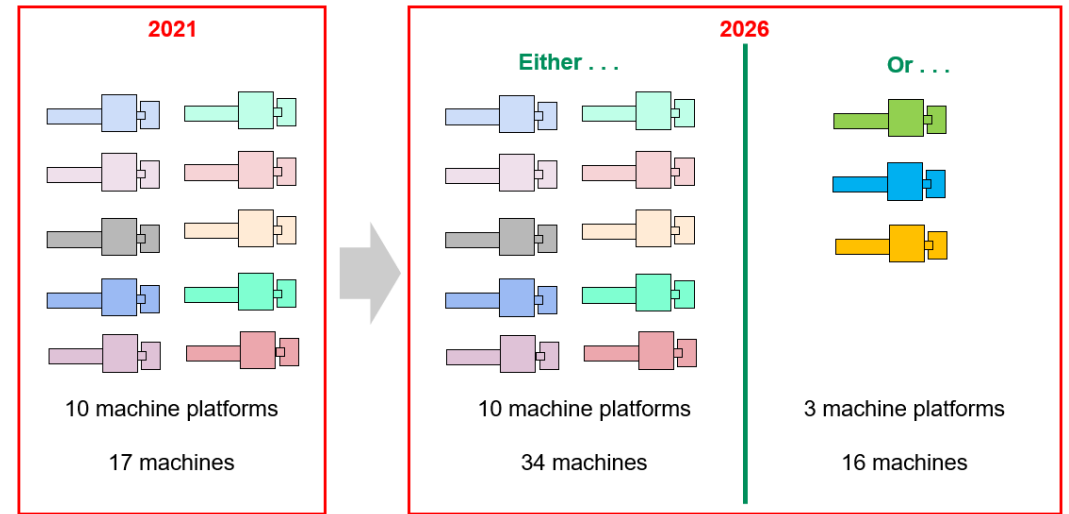 2021
10 machine platforms
17 machines
2026
Either . . .
10 machine platforms
34 machines
Or . . .
3 machine platforms
16 machines